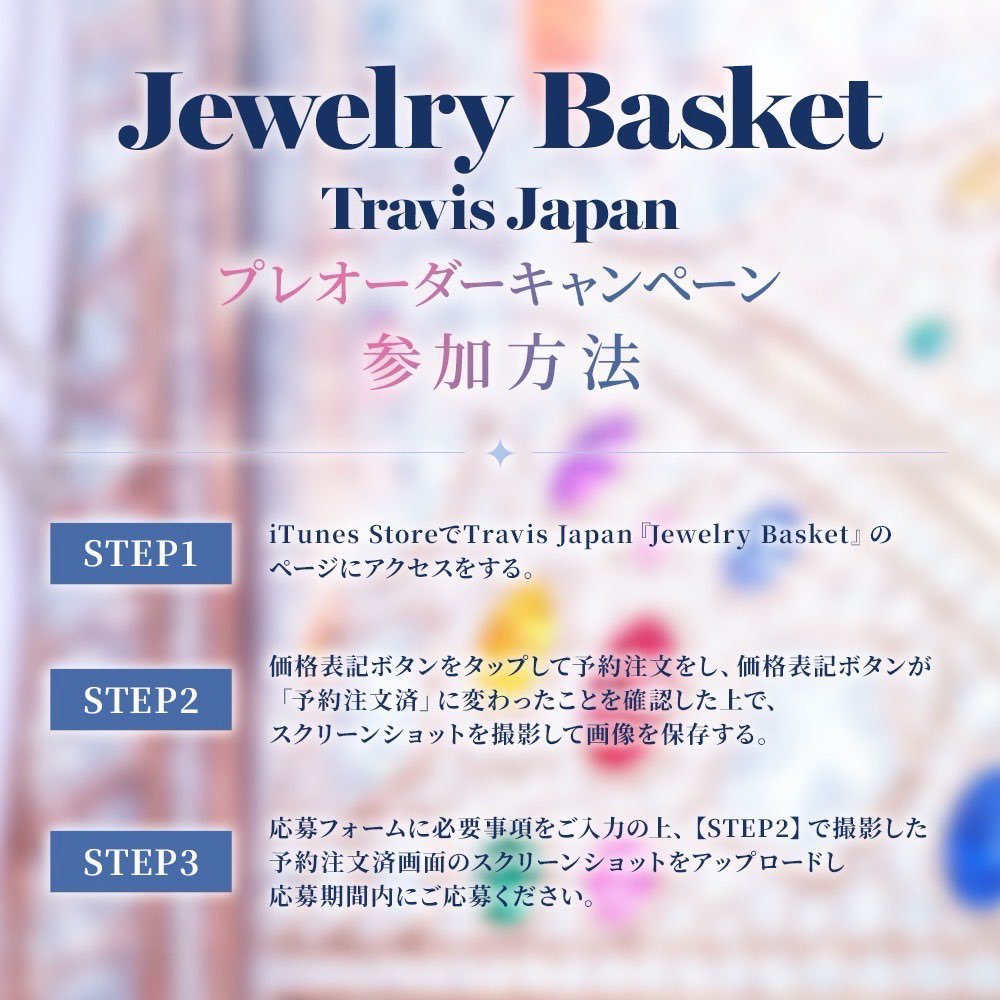 Jewelry Basket
Travis Japan
プレオーダーキャンペーン
参加方法
STEP1
iTunes StoreでTravis Japan『Jewelry Basket』の
ページにアクセスをする。
STEP2
価格表記ボタンをタップして予約注文をし、価格表記ボタンが
「予約注文済」に変わったことを確認した上で、
スクリーンショットを撮影して画像を保存する。
STEP3
応募フォームに必要事項をご入力の上、【STEP2】で撮影した
予約注文済画面のスクリーンショットをアップロードし
応募期間内にご応募ください。